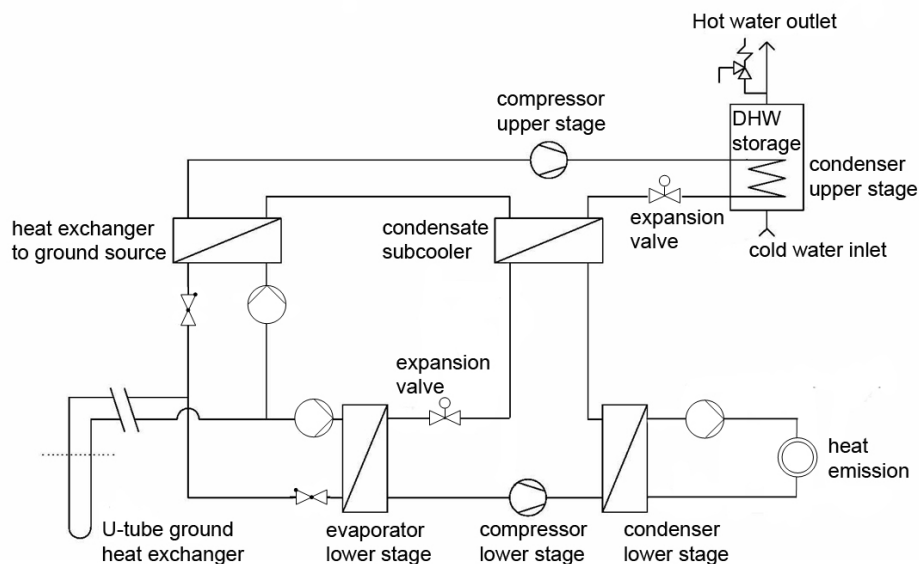 Hot water outlet
compressor
upper stage
DHW
storage
condenser
upper stage
heat exchanger
to ground source
condensate
subcooler
expansion
valve
cold water inlet
expansion
valve
heat
emission
U-tube ground
heat exchanger
evaporator
lower stage
compressor
lower stage
condenser
lower stage